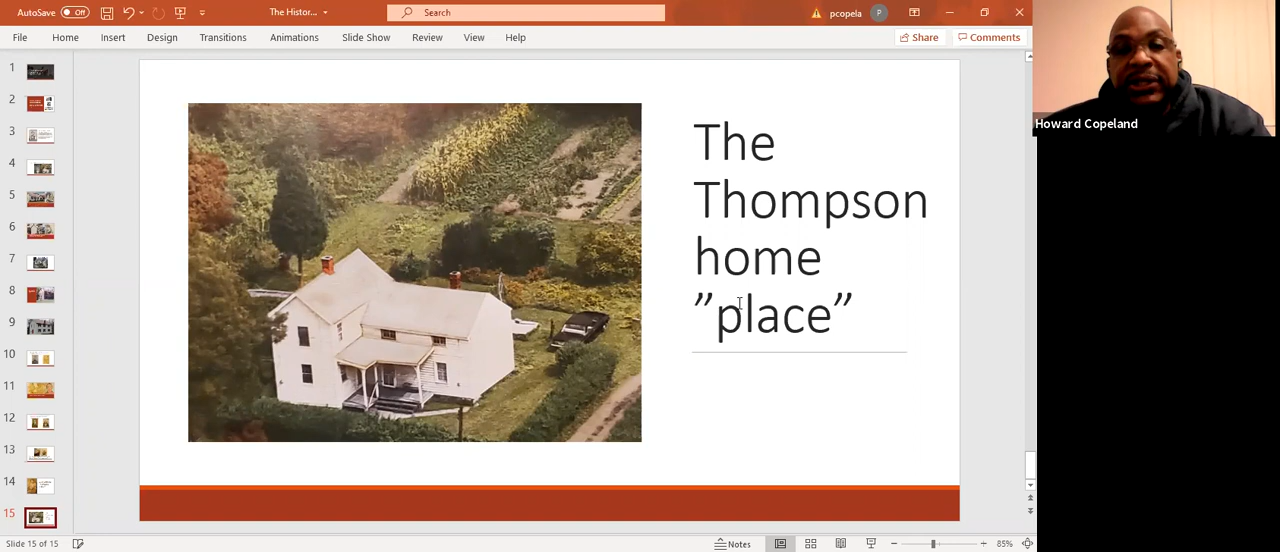 AutoSave Off The Histor... Search pcopela P
File Home Insert Design Transitions Animations Slide Show Review View Help Share Comments
Howard Copeland
1
2
3
4
5
6
7
8
9
10
11
12
13
14
15
The
Thompson
home
”place”
Slide 15 of 15 Notes 85%